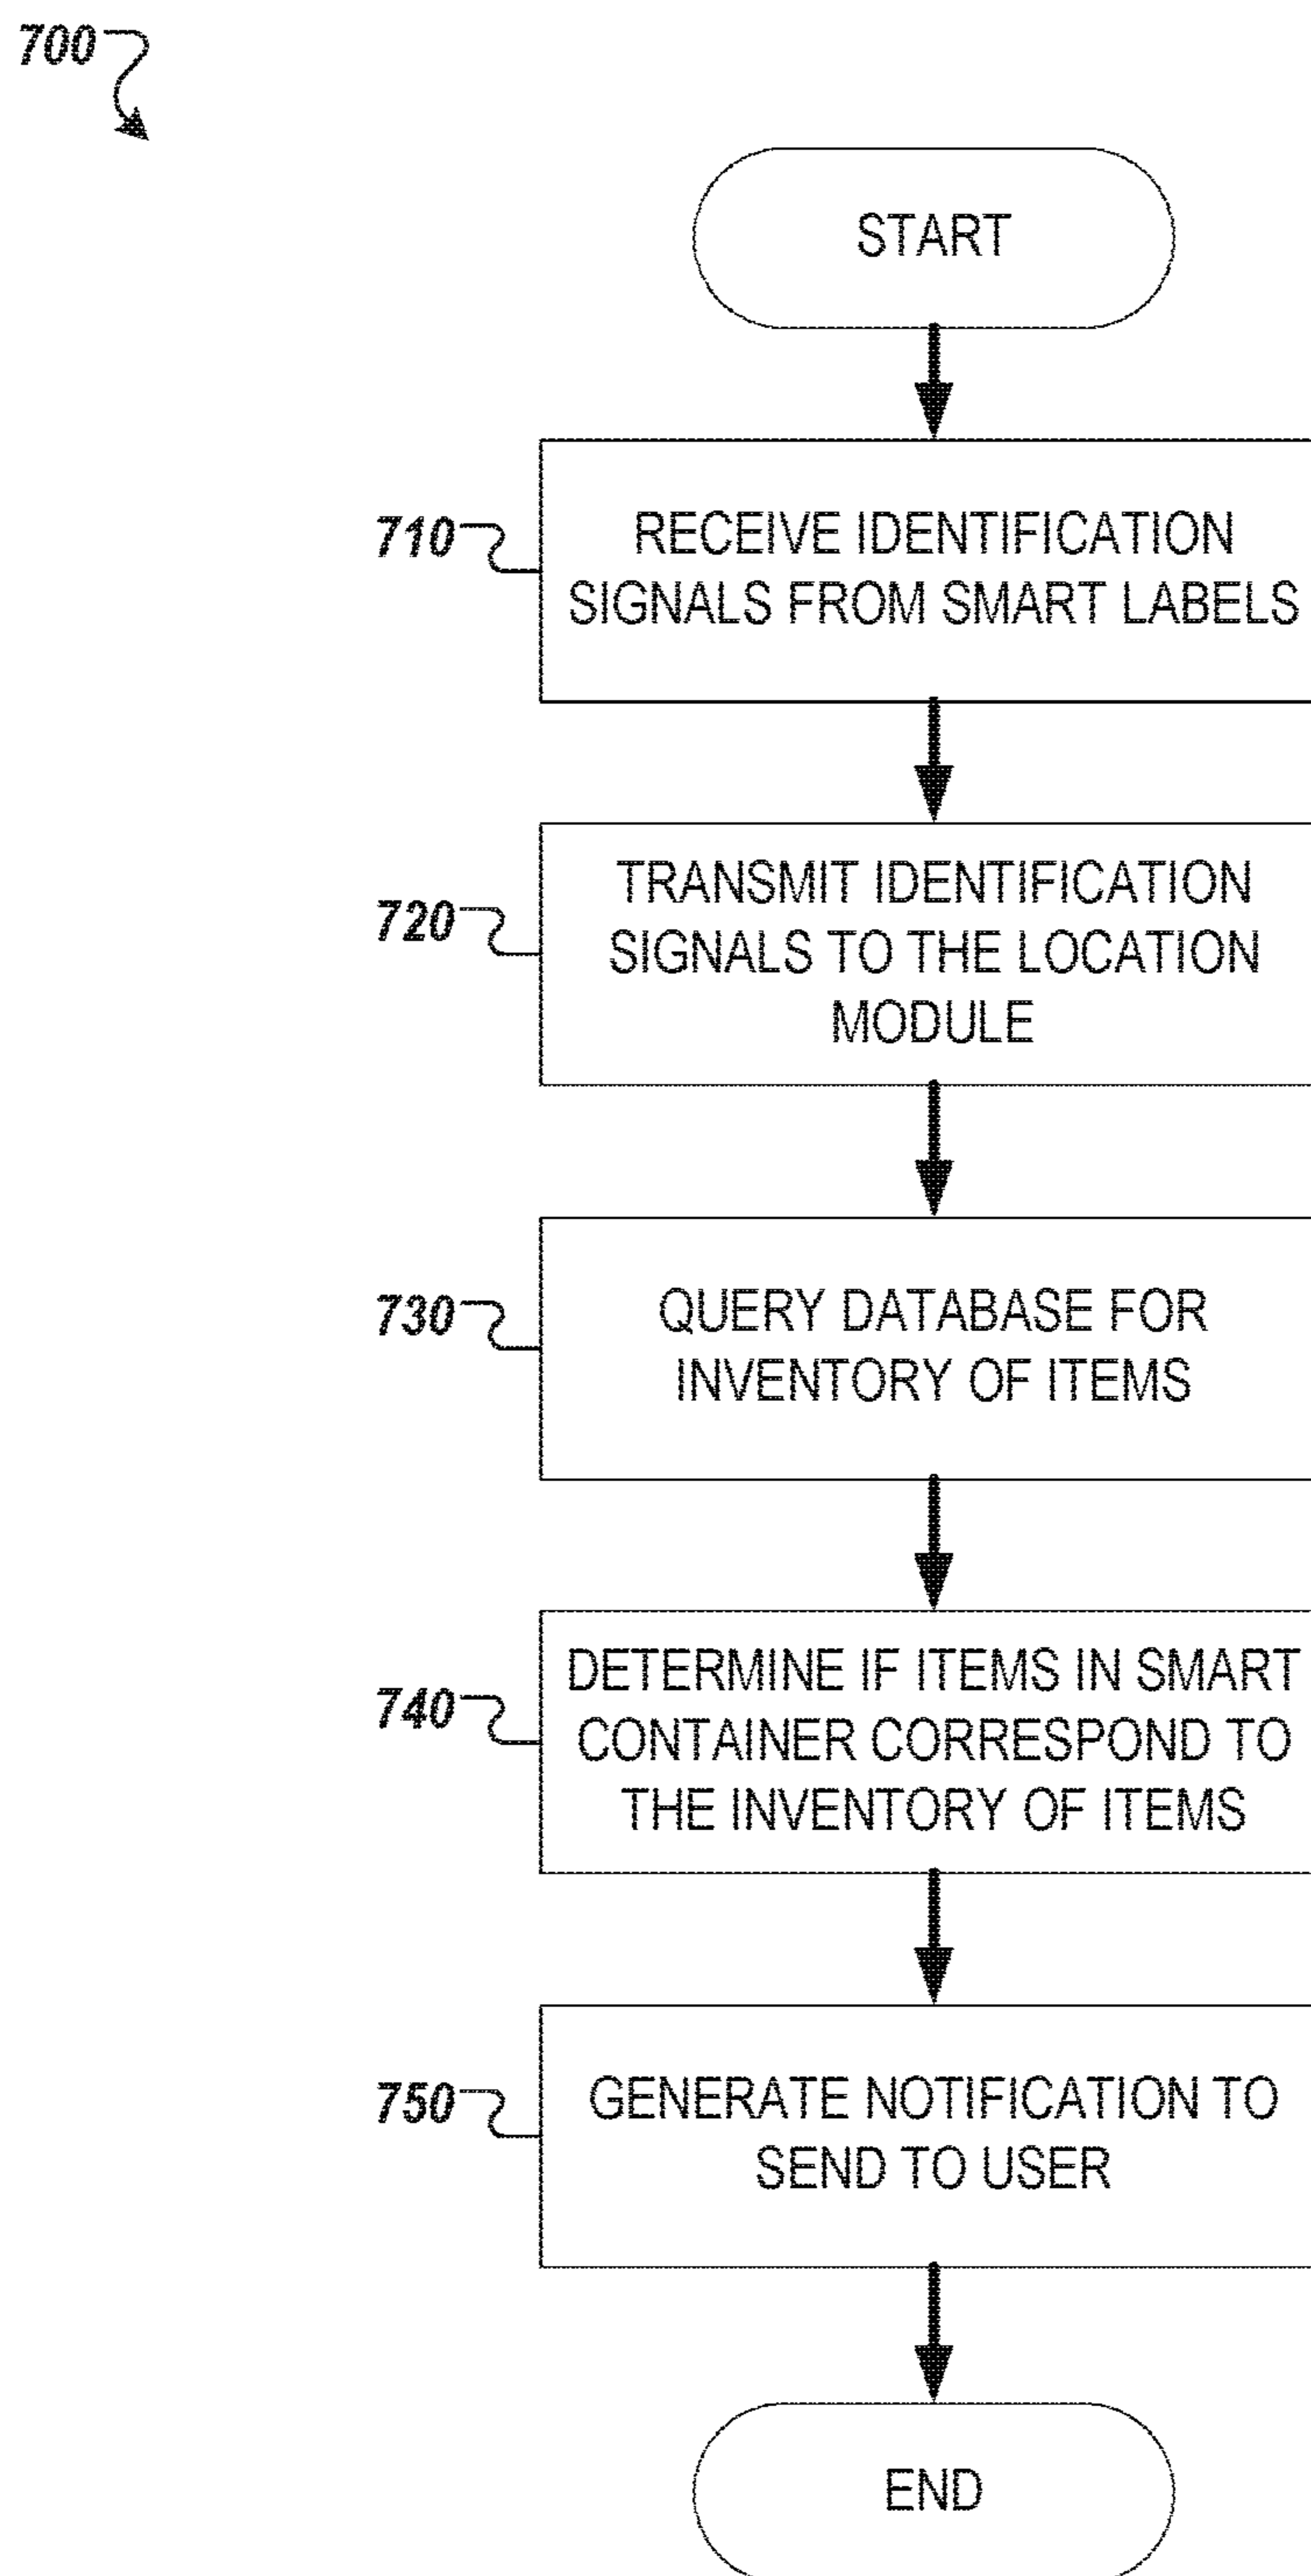 700
START
710
RECEIVE IDENTIFICATION
SIGNALS FROM SMART LABELS
720
TRANSMIT IDENTIFICATION
SIGNALS TO THE LOCATION
MODULE
730
QUERY DATABASE FOR
INVENTORY OF ITEMS
740
DETERMINE IF ITEMS IN SMART
CONTAINER CORRESPOND TO
THE INVENTORY OF ITEMS
750
GENERATE NOTIFICATION TO
SEND TO USER
END